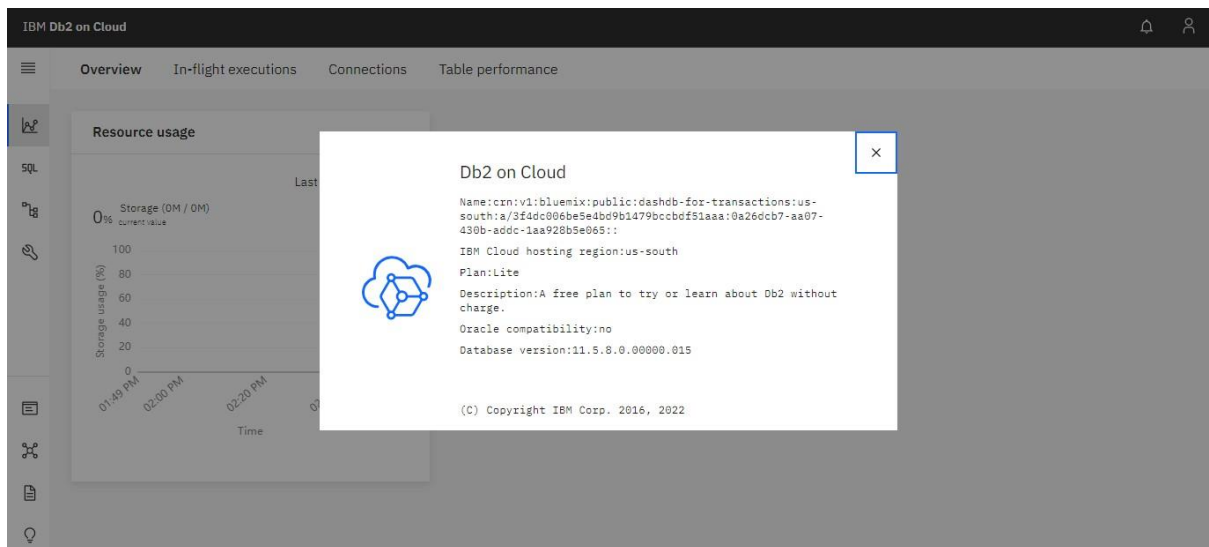 IBM Db2 on Cloud
Overview In-flight executions Connections Table performance
Resource usage
SQL
Last
0% Storage (0M / 0M)
current value
Storage usage (%)
100
80
60
40
20
0
01:49 PM 02:00 PM 02:20 PM
Time
Db2 on Cloud
Name:crn:v1:bluemix:public:dashdb-for-transactions:us-
south:a/3f4dc006be5e4bd9b1479bccbdf51aaa:0a26dcb7-aa07-
430b-addc-1aa928b5e065::
IBM Cloud hosting region:us-south
Plan:Lite
Description:A free plan to try or learn about Db2 without
charge.
Oracle compatibility:no
Database version:11.5.8.0.00000.015
(C) Copyright IBM Corp. 2016, 2022